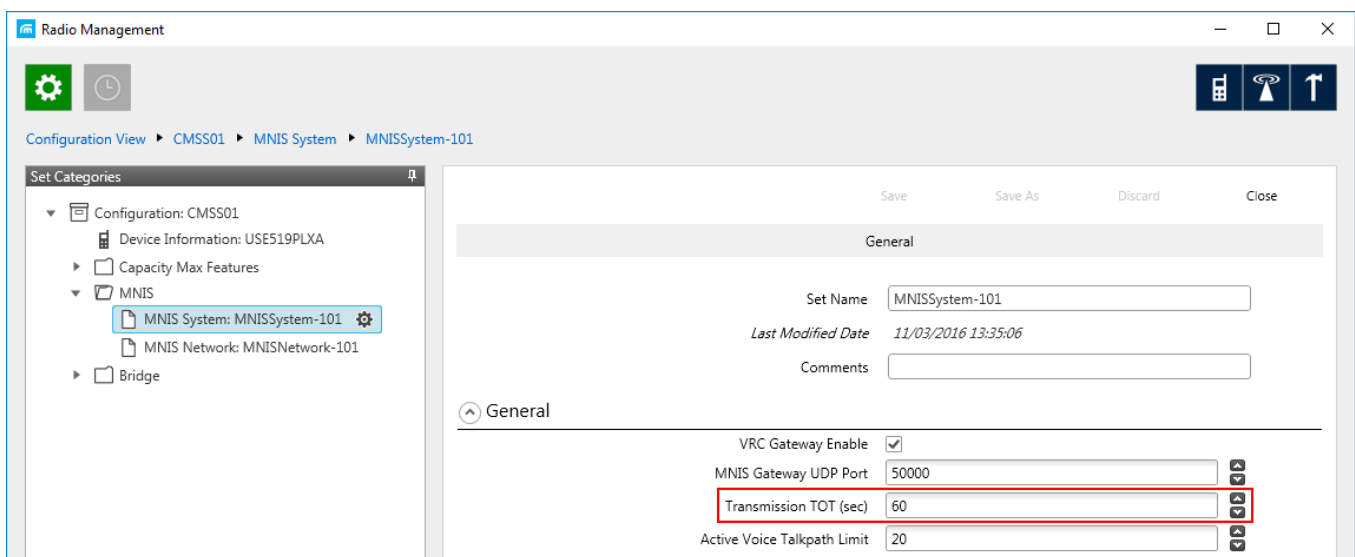 Radio Management
Configuration View ▸ CMSS01 ▸ MNIS System ▸ MNISSystem-101
Set Categories
Configuration: CMSS01
Device Information: USE519PLXA
Capacity Max Features
MNIS
MNIS System: MNISSystem-101
MNIS Network: MNISNetwork-101
Bridge
Save Save As Discard Close
General
Set Name MNISSystem-101
Last Modified Date 11/03/2016 13:35:06
Comments
General
VRC Gateway Enable
MNIS Gateway UDP Port 50000
Transmission TOT (sec) 60
Active Voice Talkpath Limit 20